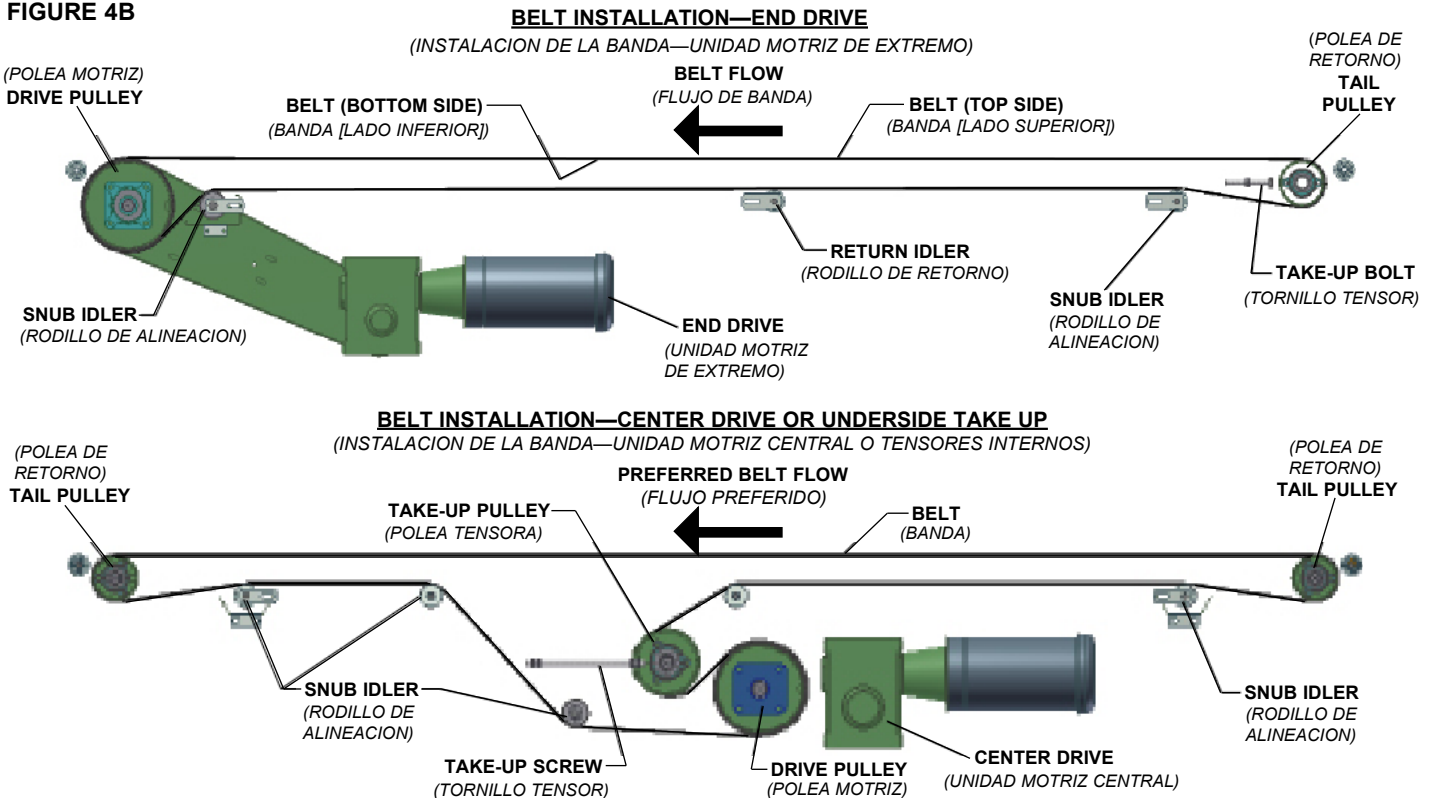 FIGURE 4B
BELT INSTALLATION—END DRIVE
(INSTALACION DE LA BANDA—UNIDAD MOTRIZ DE EXTREMO)
(POLEA MOTRIZ)
DRIVE PULLEY
BELT (BOTTOM SIDE)
(BANDA [LADO INFERIOR])
BELT FLOW
(FLUJO DE BANDA)
BELT (TOP SIDE)
(BANDA [LADO SUPERIOR])
(POLEA DE
RETORNO)
TAIL
PULLEY
SNUB IDLER
(RODILLO DE ALINEACION)
END DRIVE
(UNIDAD MOTRIZ
DE EXTREMO)
RETURN IDLER
(RODILLO DE RETORNO)
SNUB IDLER
(RODILLO DE
ALINEACION)
TAKE-UP BOLT
(TORNILLO TENSOR)
BELT INSTALLATION—CENTER DRIVE OR UNDERSIDE TAKE UP
(INSTALACION DE LA BANDA—UNIDAD MOTRIZ CENTRAL O TENSORES INTERNOS)
(POLEA DE
RETORNO)
TAIL PULLEY
TAKE-UP PULLEY
(POLEA TENSORA)
PREFERRED BELT FLOW
(FLUJO PREFERIDO)
BELT
(BANDA)
(POLEA DE
RETORNO)
TAIL PULLEY
SNUB IDLER
(RODILLO DE
ALINEACION)
TAKE-UP SCREW
(TORNILLO TENSOR)
DRIVE PULLEY
(POLEA MOTRIZ)
CENTER DRIVE
(UNIDAD MOTRIZ CENTRAL)
SNUB IDLER
(RODILLO DE
ALINEACION)